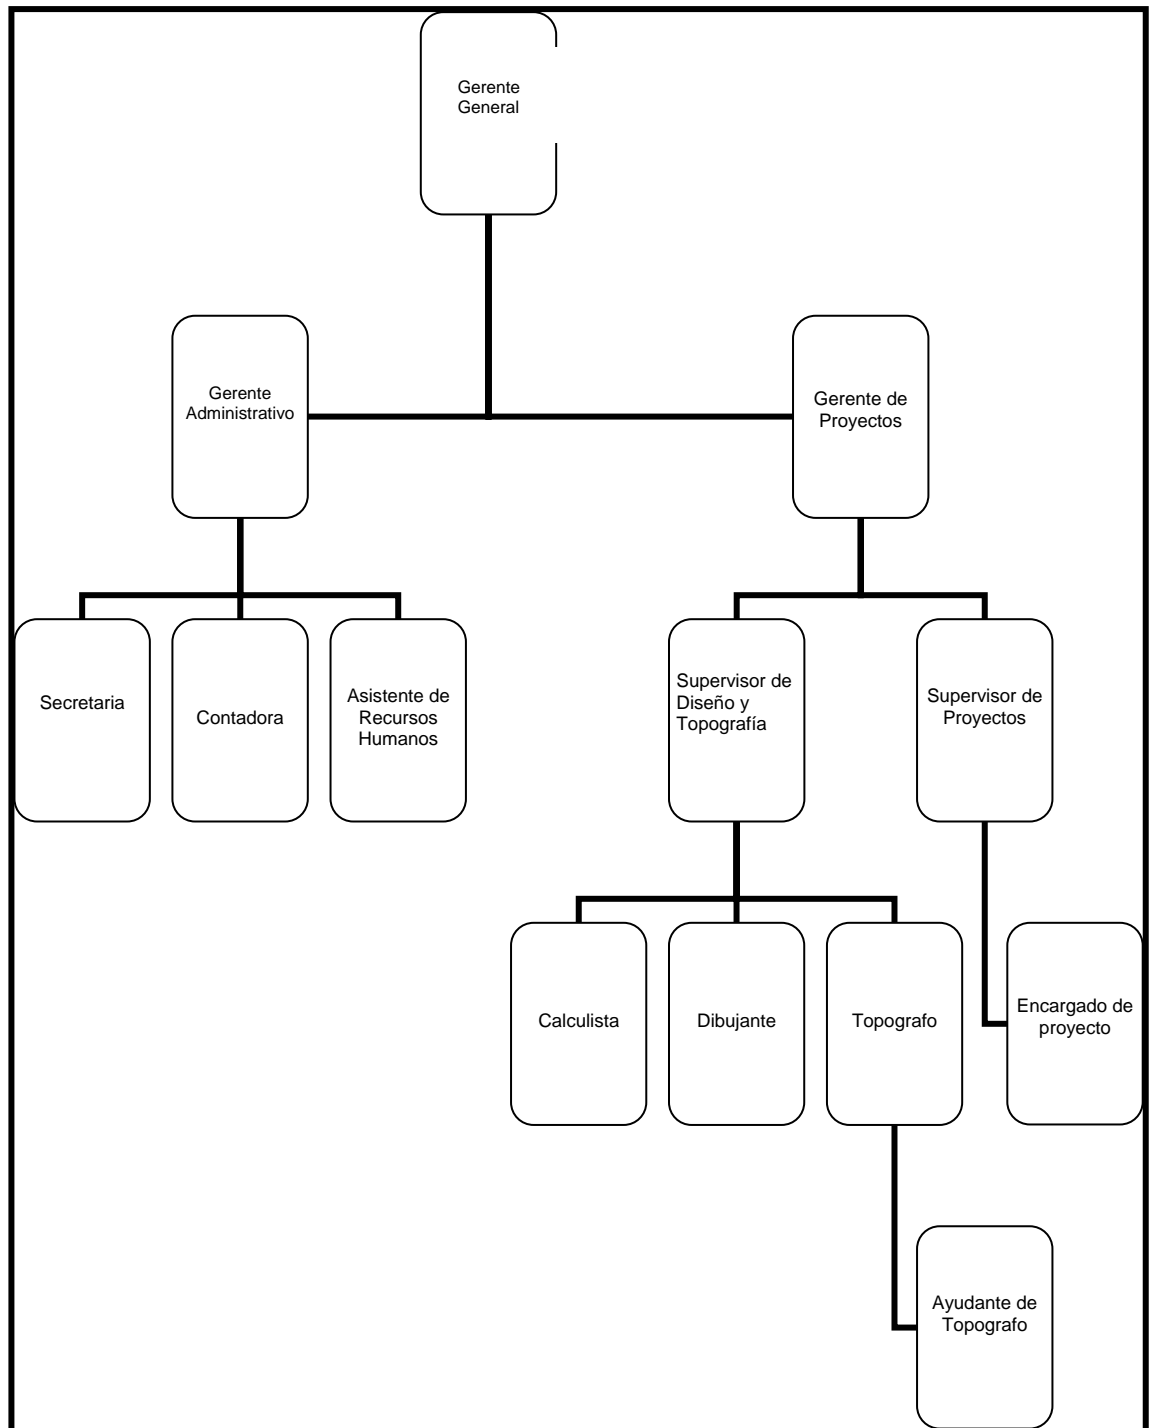 Gerente
General
Gerente
Administrativo
Gerente de
Proyectos
Secretaria
Contadora
Asistente de
Recursos
Humanos
Supervisor de
Diseño y
Topografía
Supervisor de
Proyectos
Calculista
Dibujante
Topografo
Encargado de
proyecto
Ayudante de
Topografo